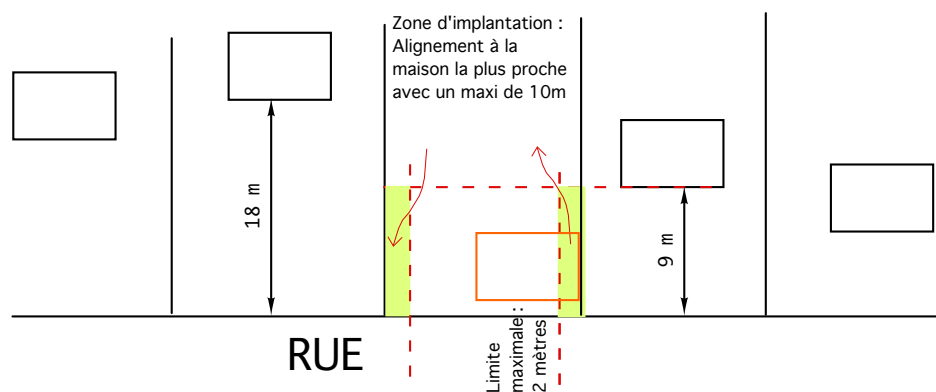 Zone d'implantation :
Alignement à la
maison la plus proche
avec un maxi de 10m
18 m
9 m
RUE
Limite
maximale :
2 mètres